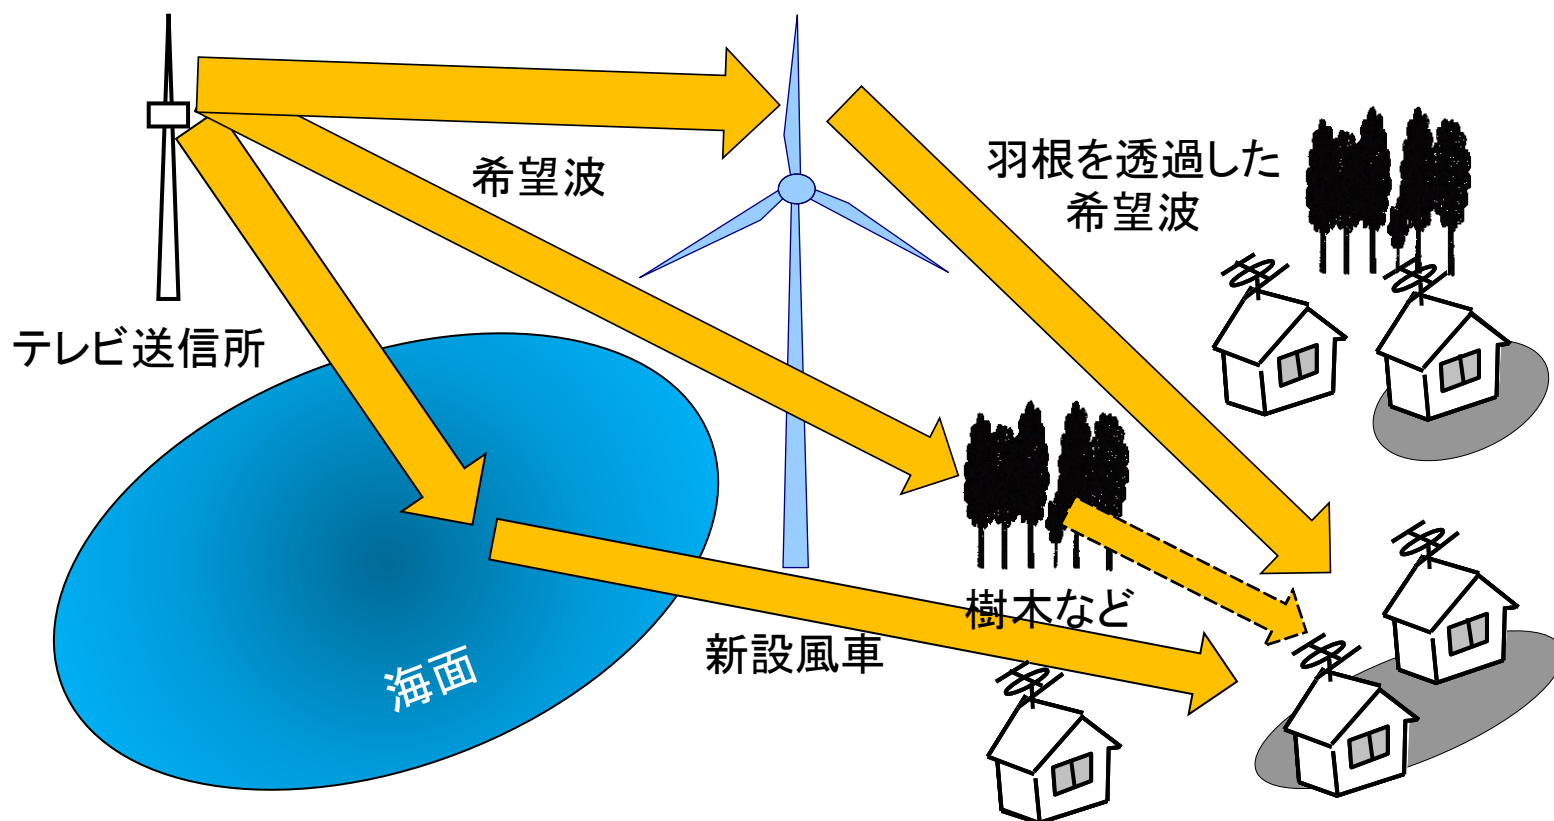 希望波
羽根を透過した
希望波
テレビ送信所
樹木など
新設風車
海面